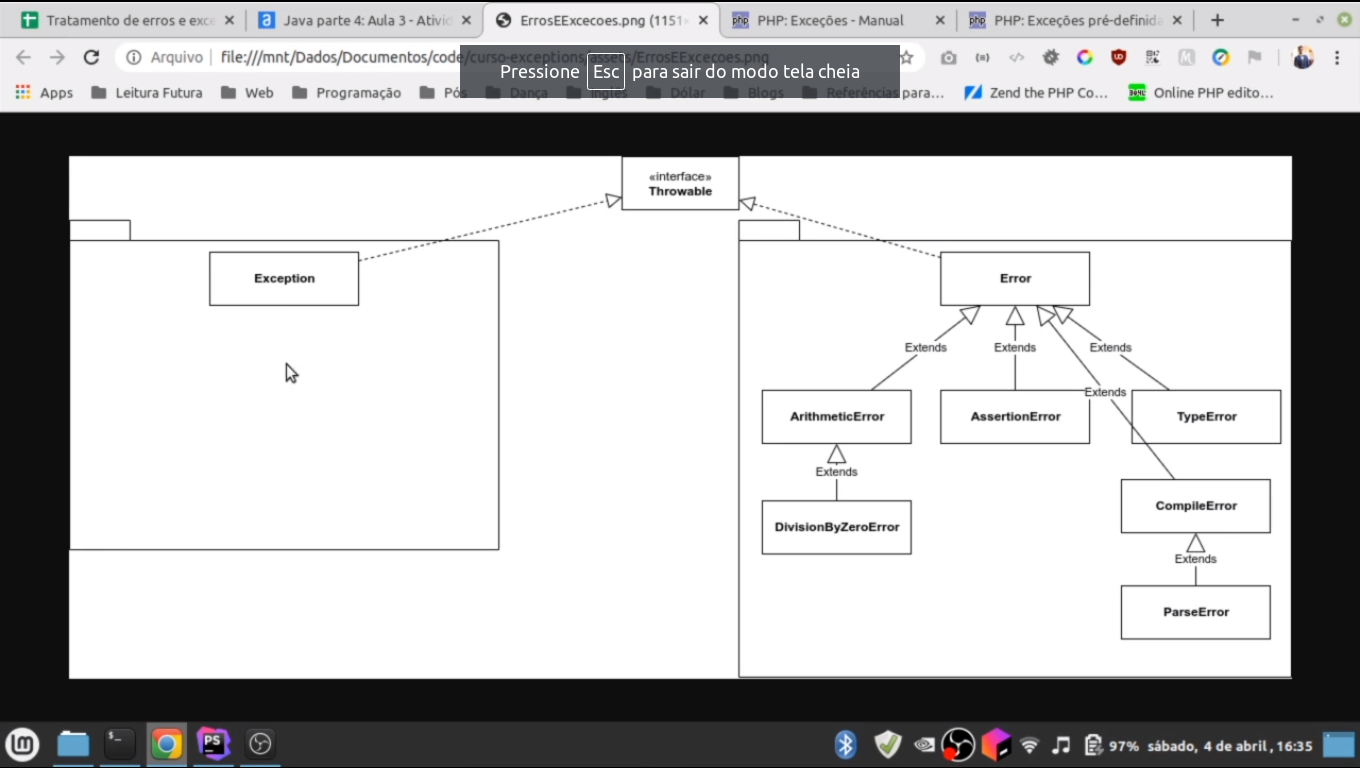 Tratamento de erros e exce
Java parte 4: Aula 3 - Ativid
ErrosEExcecoes.png (1151×
PHP: Exceções - Manual
PHP: Exceções pré-definida
Arquivo
file:///mnt/Dados/Documentos/code/curso-exceptions/assets/ErrosEExcecoes.png
Pressione Esc para sair do modo tela cheia
Apps
Leitura Futura
Web
Programação
Pós
Dança
Inglês
Dólar
Blogs
Referências para...
Zend the PHP Co...
Online PHP edito...
«interface»
Throwable
Exception
Error
Extends
Extends
Extends
Extends
ArithmeticError
AssertionError
TypeError
Extends
CompileError
DivisionByZeroError
Extends
ParseError
PS
97%
sábado, 4 de abril, 16:35